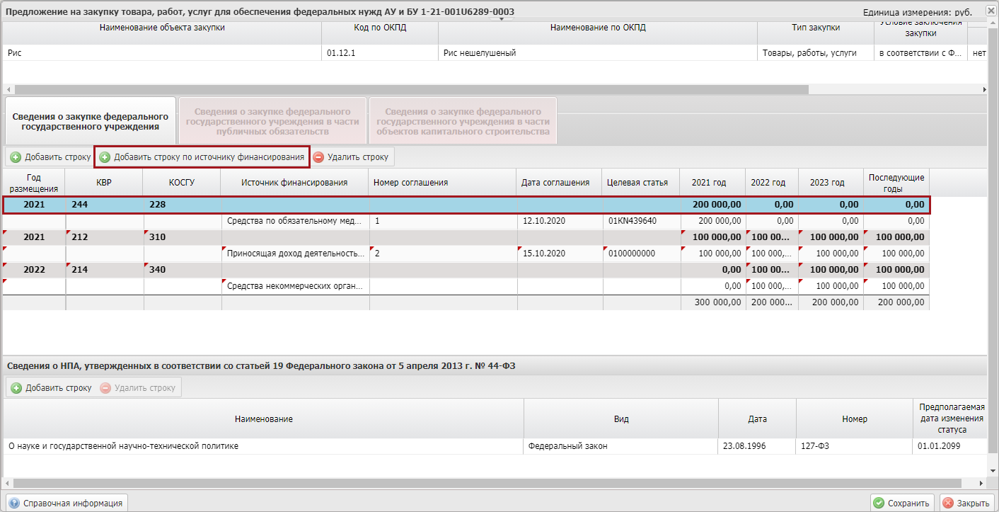 Предложение на закупку товара, работ, услуг для обеспечения федеральных нужд АУ и БУ 1-21-001U6289-0003
Единица измерения: руб.
Наименование объекта закупки Код по ОКПД Наименование по ОКПД Тип закупки Условие заключения закупки
Рис 01.12.1 Рис нешелушеный Товары, работы, услуги в соответствии с Ф... нет
Сведения о закупке федерального
государственного учреждения
Сведения о закупке федерального
государственного учреждения в части
публичных обязательств
Сведения о закупке федерального
государственного учреждения в части
объектов капитального строительства
Добавить строку Добавить строку по источнику финансирования Удалить строку
Год размещения КВР КОСГУ Источник финансирования Номер соглашения Дата соглашения Целевая статья 2021 год 2022 год 2023 год Последующие годы
2021 244 228 200 000,00 0,00 0,00 0,00
Средства по обязательному мед... 1 12.10.2020 01KN439640 200 000,00 0,00 0,00 0,00
2021 212 310 100 000,00 100 00... 100 000,00 100 000,00
Приносящая доход деятельность... 2 15.10.2020 0100000000 100 000,00 100 000,... 100 000,00 100 000,00
2022 214 340 0,00 100 00... 100 000,00 100 000,00
Средства некоммерческих орган... 0,00 100 000,... 100 000,00 100 000,00
300 000,00 200 000... 200 000,00 200 000,00
Сведения о НПА, утвержденных в соответствии со статьей 19 Федерального закона от 5 апреля 2013 г. № 44-ФЗ
Добавить строку Удалить строку
Наименование Вид Дата Номер Предполагаемая дата изменения статуса
О науке и государственной научно-технической политике Федеральный закон 23.08.1996 127-ФЗ 01.01.2099
Справочная информация Сохранить Закрыть